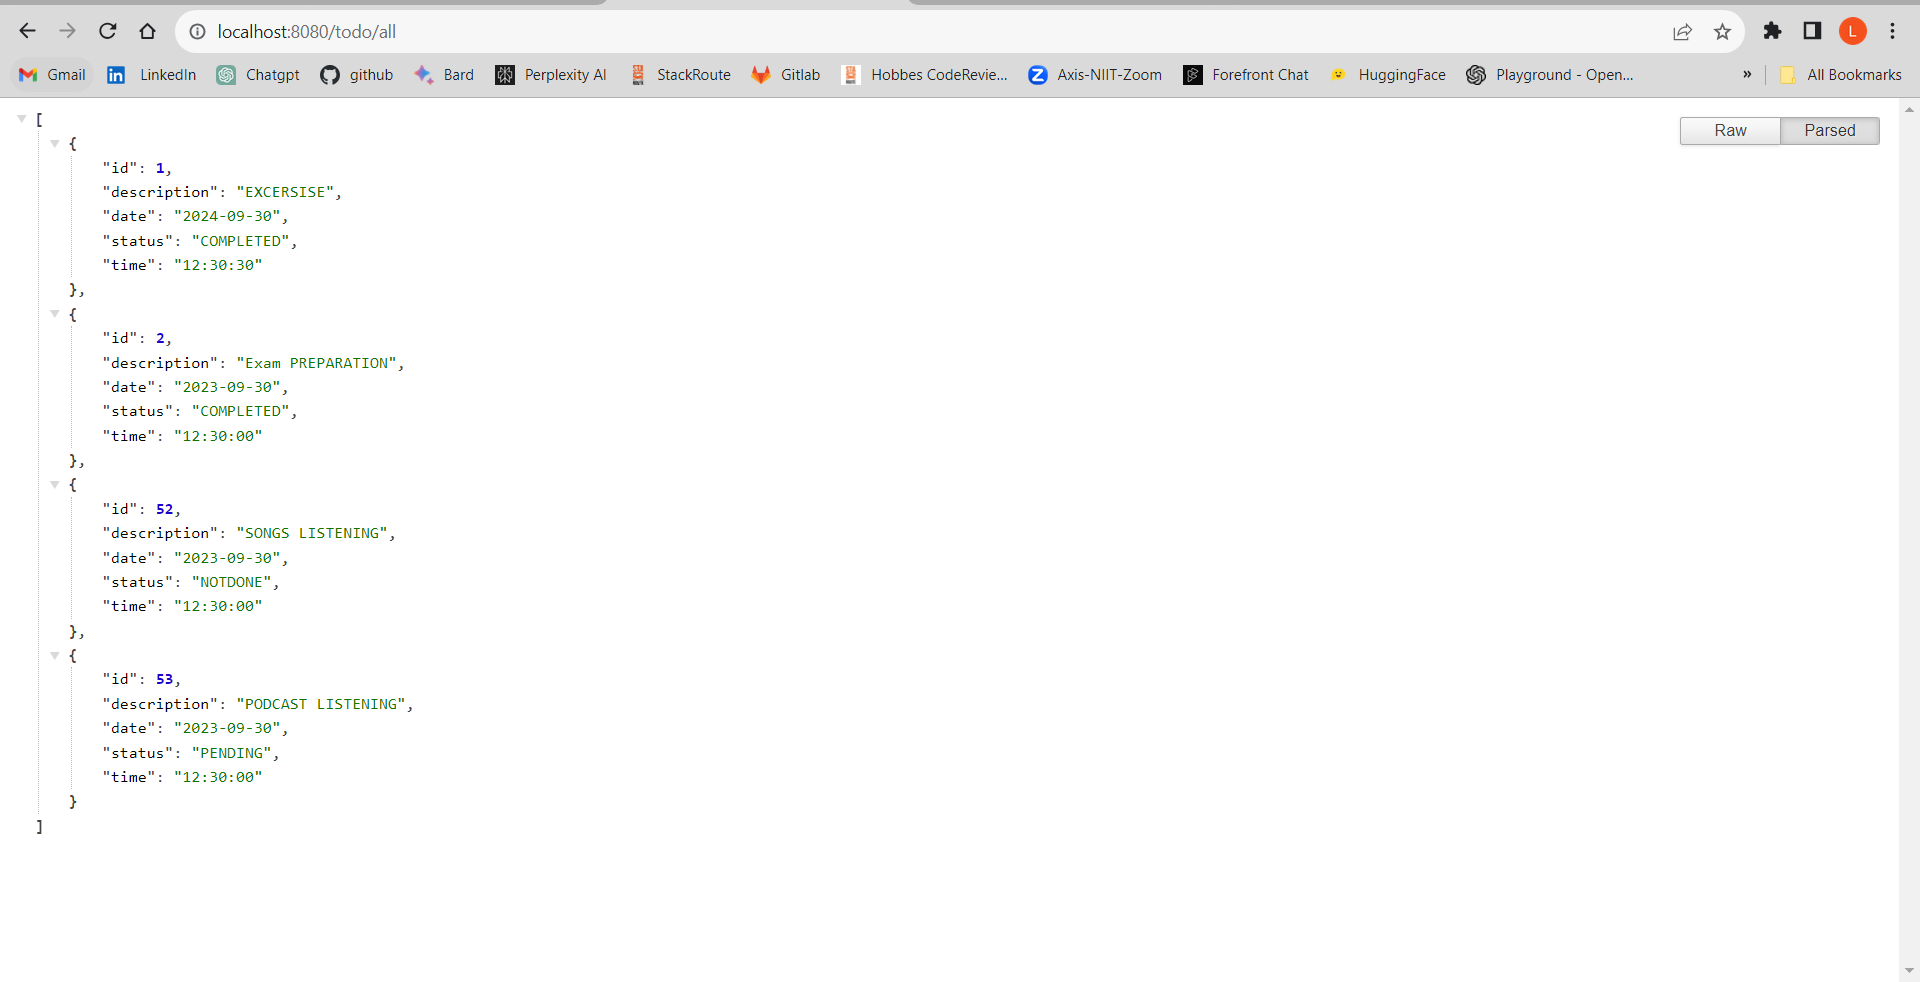 localhost:8080/todo/all
L
Gmail LinkedIn Chatgpt github Bard Perplexity AI StackRoute Gitlab Hobbes CodeRevie... Axis-NIIT-Zoom Forefront Chat HuggingFace Playground - Open... » All Bookmarks
Raw Parsed
[
{
"id": 1,
"description": "EXCERSISE",
"date": "2024-09-30",
"status": "COMPLETED",
"time": "12:30:30"
},
{
"id": 2,
"description": "Exam PREPARATION",
"date": "2023-09-30",
"status": "COMPLETED",
"time": "12:30:00"
},
{
"id": 52,
"description": "SONGS LISTENING",
"date": "2023-09-30",
"status": "NOTDONE",
"time": "12:30:00"
},
{
"id": 53,
"description": "PODCAST LISTENING",
"date": "2023-09-30",
"status": "PENDING",
"time": "12:30:00"
}
]